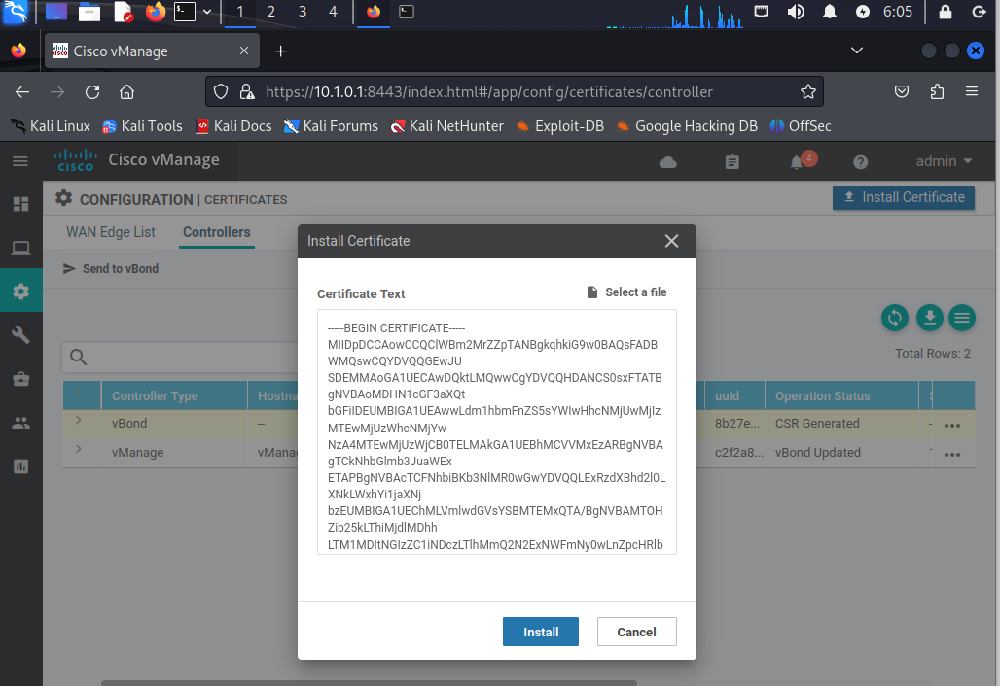 1 2 3 4
6:05
Cisco vManage
https://10.1.0.1:8443/index.html#/app/config/certificates/controller
Kali Linux Kali Tools Kali Docs Kali Forums Kali NetHunter Exploit-DB Google Hacking DB OffSec
cisco Cisco vManage
4
admin
CONFIGURATION | CERTIFICATES
Install Certificate
WAN Edge List Controllers
Send to vBond
Install Certificate
Certificate Text
Select a file
-----BEGIN CERTIFICATE-----
MIIDpDCCAowCCQClWBm2MrZZpTANBgkqhkiG9w0BAQsFADB
WMQswCQYDVQQGEwJU
SDEMMAoGA1UECAwDQktLMQwwCgYDVQQHDANCS0sxFTATB
gNVBAoMDHN1cGF3aXQt
bGFiIDEUMBIGA1UEAwwLdm1hbmFnZS5sYWIwHhcNMjUwMjIz
MTEwMjUzWhcNMjYw
NzA4MTEwMjUzWjCB0TELMAkGA1UEBhMCVVMxEzARBgNVBA
gTCkNhbGlmb3JuaWEx
ETAPBgNVBAcTCFNhbiBKb3NlMR0wGwYDVQQLExRzdXBhd2l0L
XNkLWxhYi1jaXNj
bzEUMBIGA1UEChMLVmlwdGVsYSBMTEMxQTA/BgNVBAMTOH
Zib25kLThiMjdlMDhh
LTM1MDItNGIzZC1iNDczLTlhMmQ2N2ExNWFmNy0wLnZpcHRlb
Total Rows: 2
Controller Type Hostna uuid Operation Status
vBond -- 8b27e... CSR Generated -
vManage vMana c2f2a8... vBond Updated
Install Cancel